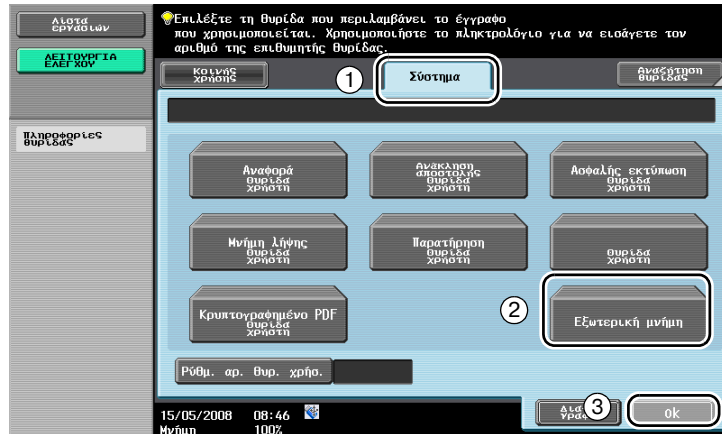 Λίστα
εργασιών
ΛΕΙΤΟΥΡΓΙΑ
ΕΛΕΓΧΟΥ
Πληροφορίες
θυρίδας
Επιλέξτε τη θυρίδα που περιλαμβάνει το έγγραφο
που χρησιμοποιείται. Χρησιμοποιήστε το πληκτρολόγιο για να εισάγετε τον
αριθμό της επιθυμητής θυρίδας.
Κοινής
χρήσης
1
Σύστημα
Αναζήτηση
θυρίδας
Αναφορά
θυρίδα
χρήστη
Ανάκληση
αποστολής
θυρίδα
χρήστη
Ασφαλής εκτύπωση
θυρίδα
χρήστη
Μνήμη λήψης
θυρίδα
χρήστη
Παρατήρηση
θυρίδα
χρήστη
θυρίδα
χρήστη
Κρυπτογραφημένο PDF
θυρίδα
χρήστη
2
Εξωτερική μνήμη
Ρύθμ. αρ. θυρ. χρήσ.
3
ok
15/05/2008 08:46
Μνήμη 100%